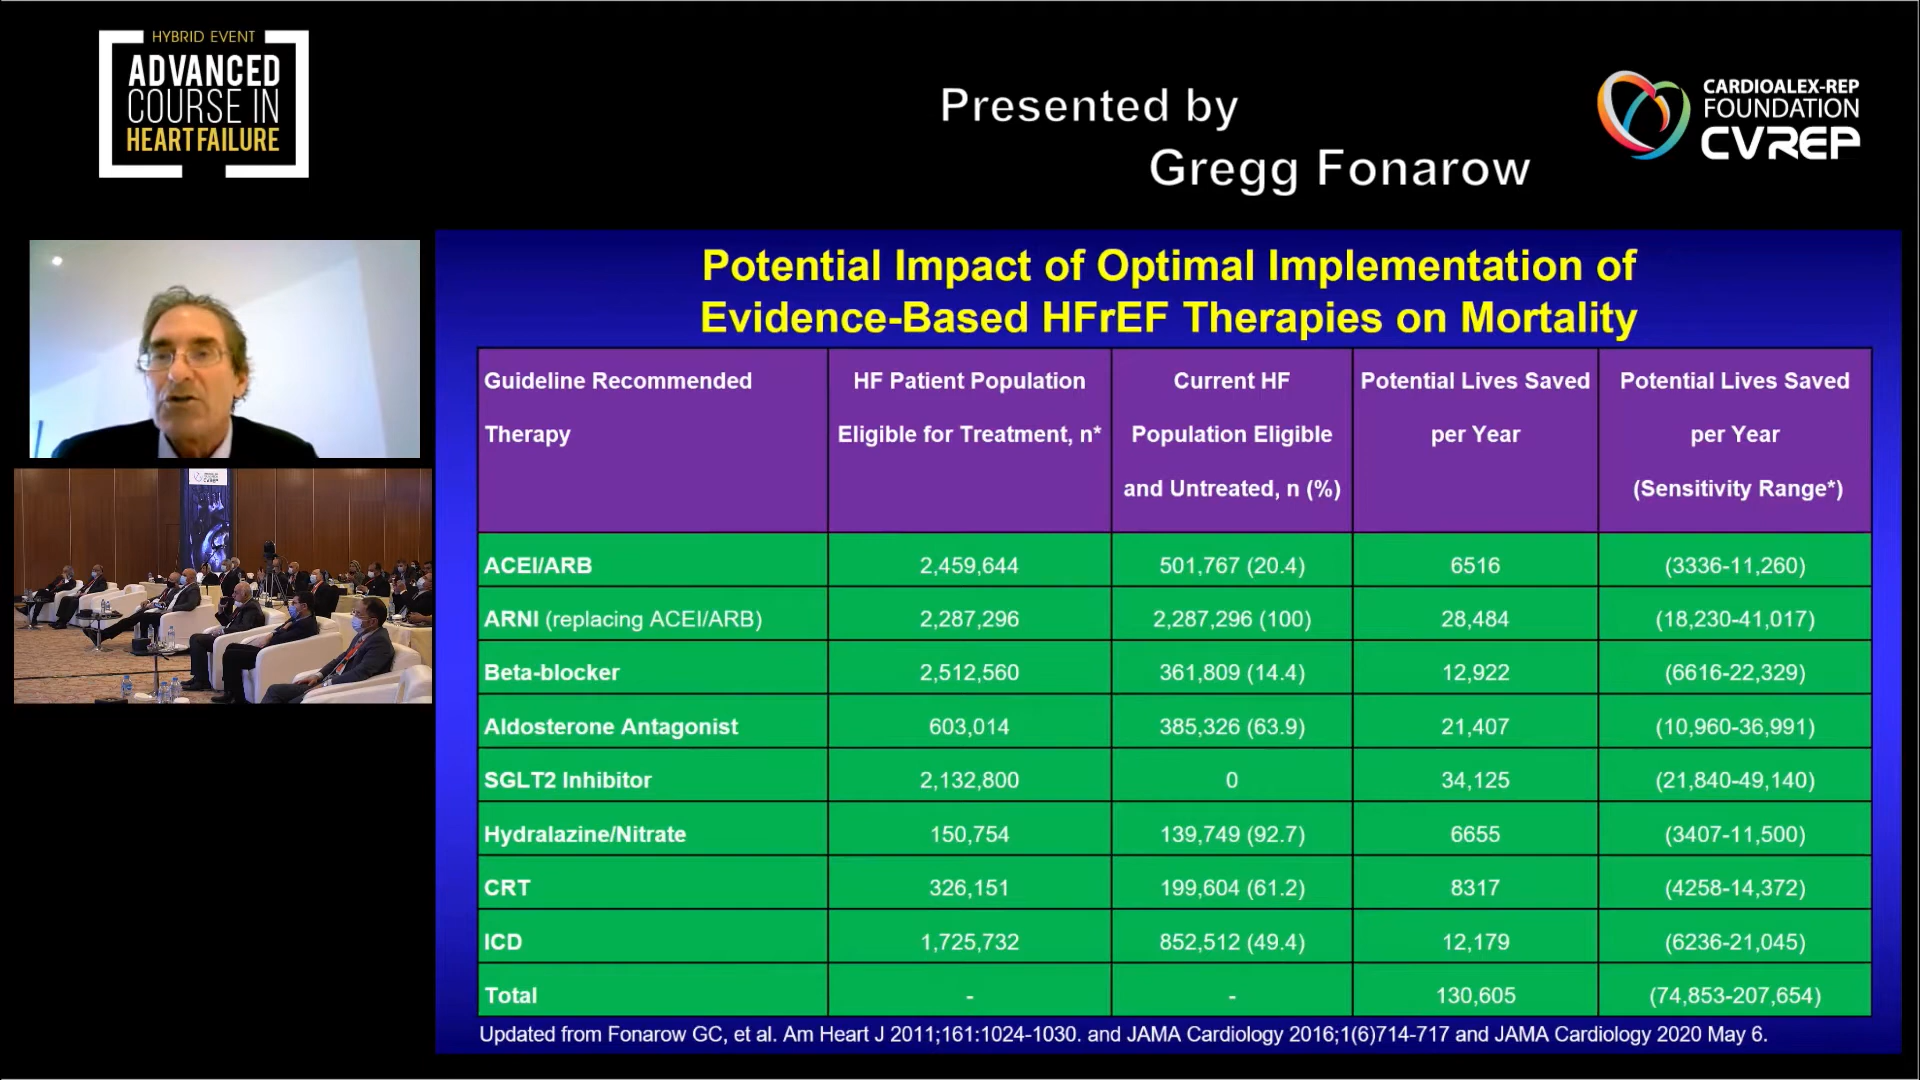 HYBRID EVENT
ADVANCED
COURSE IN
HEART FAILURE
Presented by
Gregg Fonarow
CARDIOALEX-REP
FOUNDATION
CVREP
Potential Impact of Optimal Implementation of
Evidence-Based HFrEF Therapies on Mortality
Guideline Recommended
Therapy
HF Patient Population
Eligible for Treatment, n*
Current HF
Population Eligible
and Untreated, n (%)
Potential Lives Saved
per Year
Potential Lives Saved
per Year
(Sensitivity Range*)
ACEI/ARB 2,459,644 501,767 (20.4) 6516 (3336-11,260)
ARNI (replacing ACEI/ARB) 2,287,296 2,287,296 (100) 28,484 (18,230-41,017)
Beta-blocker 2,512,560 361,809 (14.4) 12,922 (6616-22,329)
Aldosterone Antagonist 603,014 385,326 (63.9) 21,407 (10,960-36,991)
SGLT2 Inhibitor 2,132,800 0 34,125 (21,840-49,140)
Hydralazine/Nitrate 150,754 139,749 (92.7) 6655 (3407-11,500)
CRT 326,151 199,604 (61.2) 8317 (4258-14,372)
ICD 1,725,732 852,512 (49.4) 12,179 (6236-21,045)
Total - - 130,605 (74,853-207,654)
Updated from Fonarow GC, et al. Am Heart J 2011;161:1024-1030. and JAMA Cardiology 2016;1(6)714-717 and JAMA Cardiology 2020 May 6.